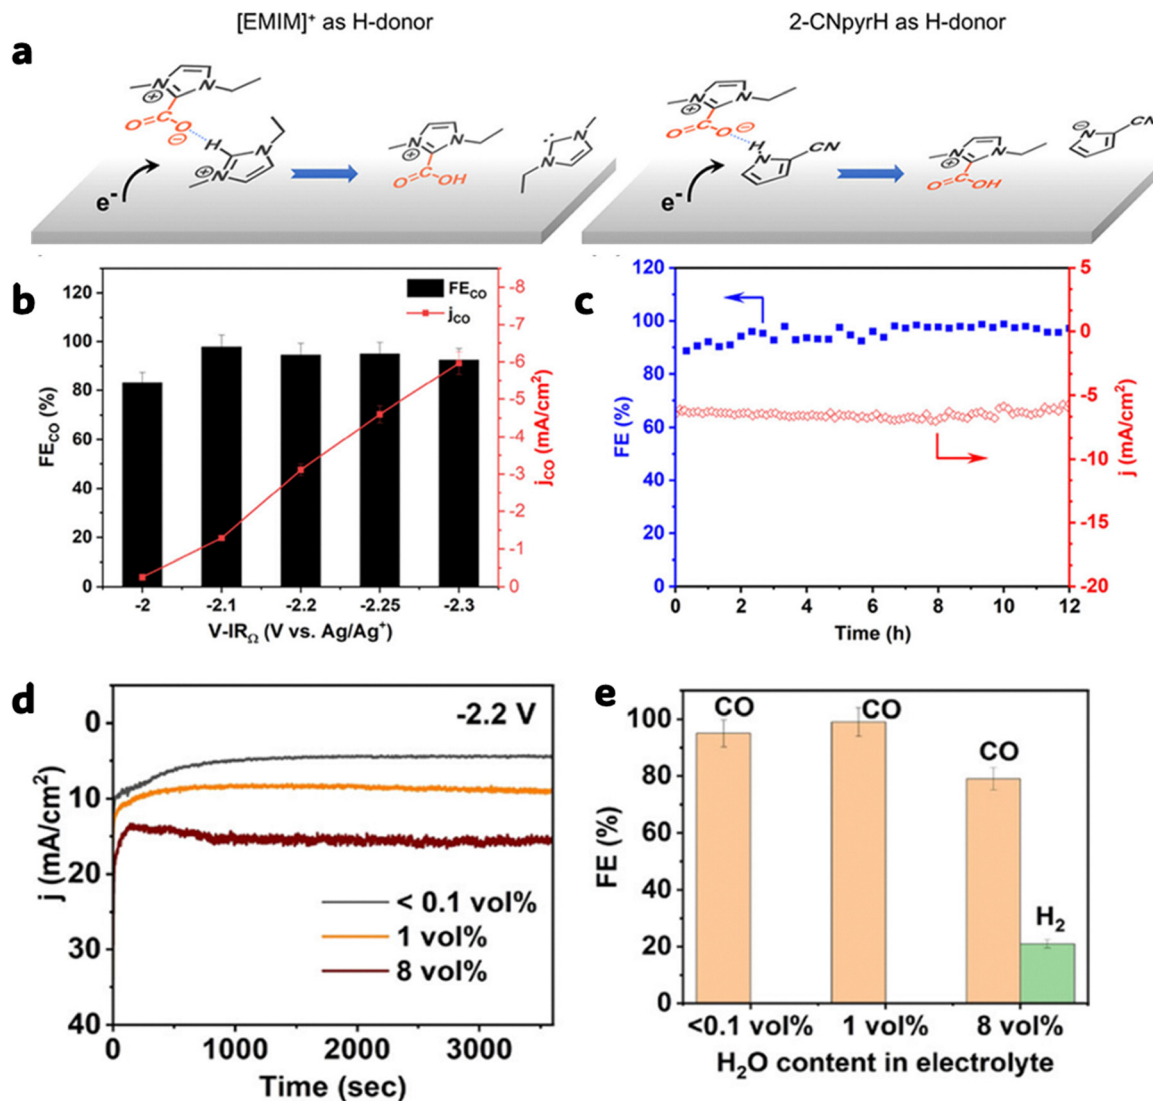 [EMIM]⁺ as H-donor
2-CNpyrH as H-donor
a
N
N
⊕
O
C
O
⊖
H
N
⊕
N
e⁻
N
N
⊕
C
O
OH
N
N
N
N
⊕
O
C
O
⊖
H
N
CN
e⁻
N
N
⊕
C
O
OH
⊖
N
CN
b
FE_CO
j_CO
120
100
80
60
40
20
0
FE_CO (%)
-8
-7
-6
-5
-4
-3
-2
-1
0
j_CO (mA/cm²)
-2 -2.1 -2.2 -2.25 -2.3
V-IR_Ω (V vs. Ag/Ag⁺)
c
120
100
80
60
40
20
0
FE (%)
5
0
-5
-10
-15
-20
j (mA/cm²)
0 2 4 6 8 10 12
Time (h)
d
-2.2 V
0
10
20
30
40
j (mA/cm²)
< 0.1 vol%
1 vol%
8 vol%
0 1000 2000 3000
Time (sec)
e
100
80
60
40
20
0
FE (%)
CO
CO
CO
H₂
<0.1 vol% 1 vol% 8 vol%
H₂O content in electrolyte